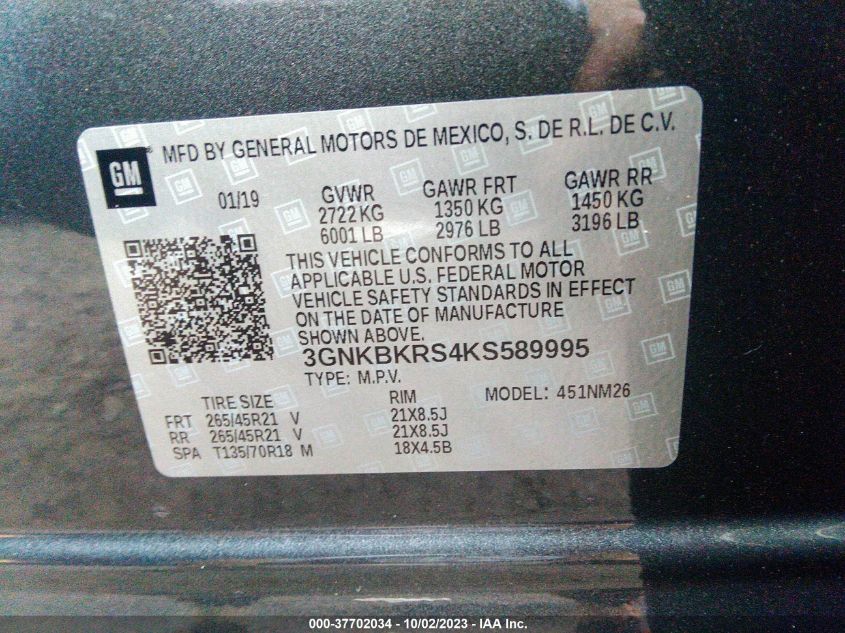 GM ® MFD BY GENERAL MOTORS DE MEXICO, S. DE R.L. DE C.V.
01/19 GVWR GAWR FRT GAWR RR
2722 KG 1350 KG 1450 KG
6001 LB 2976 LB 3196 LB
THIS VEHICLE CONFORMS TO ALL
APPLICABLE U.S. FEDERAL MOTOR
VEHICLE SAFETY STANDARDS IN EFFECT
ON THE DATE OF MANUFACTURE
SHOWN ABOVE.
3GNKBKRS4KS589995
TYPE: M.P.V. MODEL: 451NM26
TIRE SIZE RIM
FRT 265/45R21 V 21X8.5J
RR 265/45R21 V 21X8.5J
SPA T135/70R18 M 18X4.5B
000-37702034 - 10/02/2023 - IAA Inc.